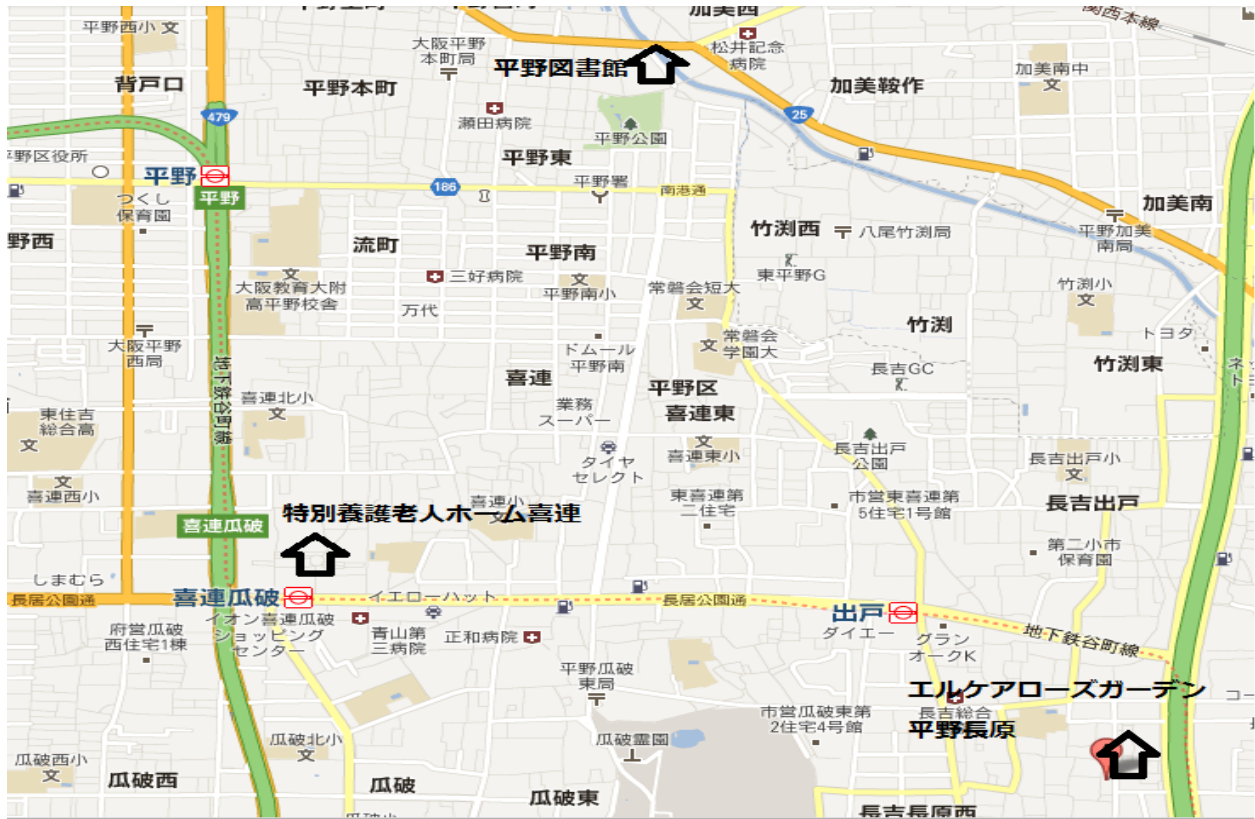 加美西
関西本線
平野西小 文
大阪平野
本町局
松井記念
病院
平野図書館
加美南中
文
背戸口
平野本町
加美鞍作
479
瀬田病院
25
平野公園
平野区役所
平野東
平野
平野
186
平野署
南港通
つくし
保育園
加美南
竹渕西
八尾竹渕局
平野加美
南局
野西
流町
平野南
三好病院
東平野G
文
大阪教育大附
高平野校舎
文
平野南小
常磐会短大
文
竹渕小
文
万代
竹渕
トヨタ
大阪平野
西局
ドムール
平野南
文
常磐会
学園大
竹渕東
地下鉄谷町線
喜連
長吉GC
ネト
平野区
喜連北小
文
業務
スーパー
喜連東
東住吉
総合高
文
文
喜連東小
長吉出戸
公園
タイヤ
セレクト
長吉出戸小
文
文
喜連西小
喜連小
文
東喜連第
二住宅
市営東喜連第
5住宅1号館
長吉出戸
特別養護老人ホーム喜連
喜連瓜破
第二小市
保育園
しまむら
長居公園通
喜連瓜破
イエローハット
長居公園通
出戸
ダイエー
イオン喜連瓜破
ショッピング
センター
府営瓜破
西住宅1棟
青山第
三病院
正和病院
グラン
オークK
地下鉄谷町線
平野瓜破
東局
エルケアローズガーデン
平野長原
長吉総合
コー
市営瓜破東第
2住宅4号館
瓜破北小
文
瓜破霊園
瓜破西小
文
瓜破西
瓜破
瓜破東
長吉長原西